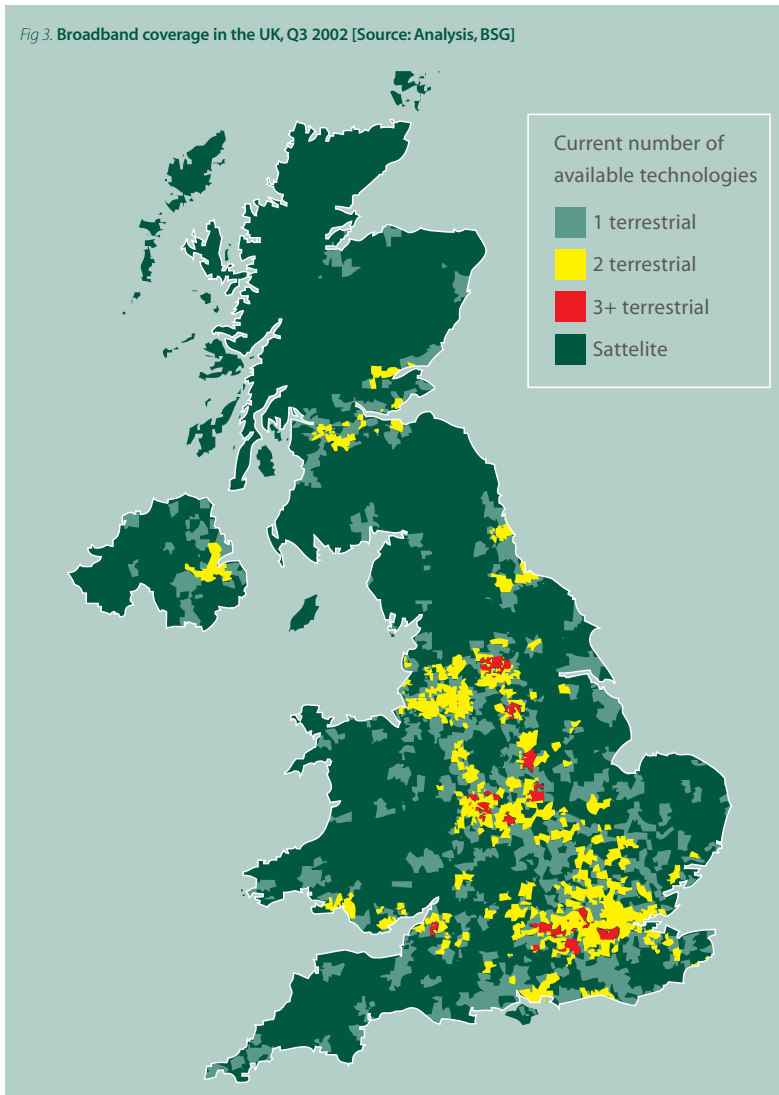 Fig 3. Broadband coverage in the UK, Q3 2002 [Source: Analysis, BSG]
Current number of
available technologies
1 terrestrial
2 terrestrial
3+ terrestrial
Sattelite